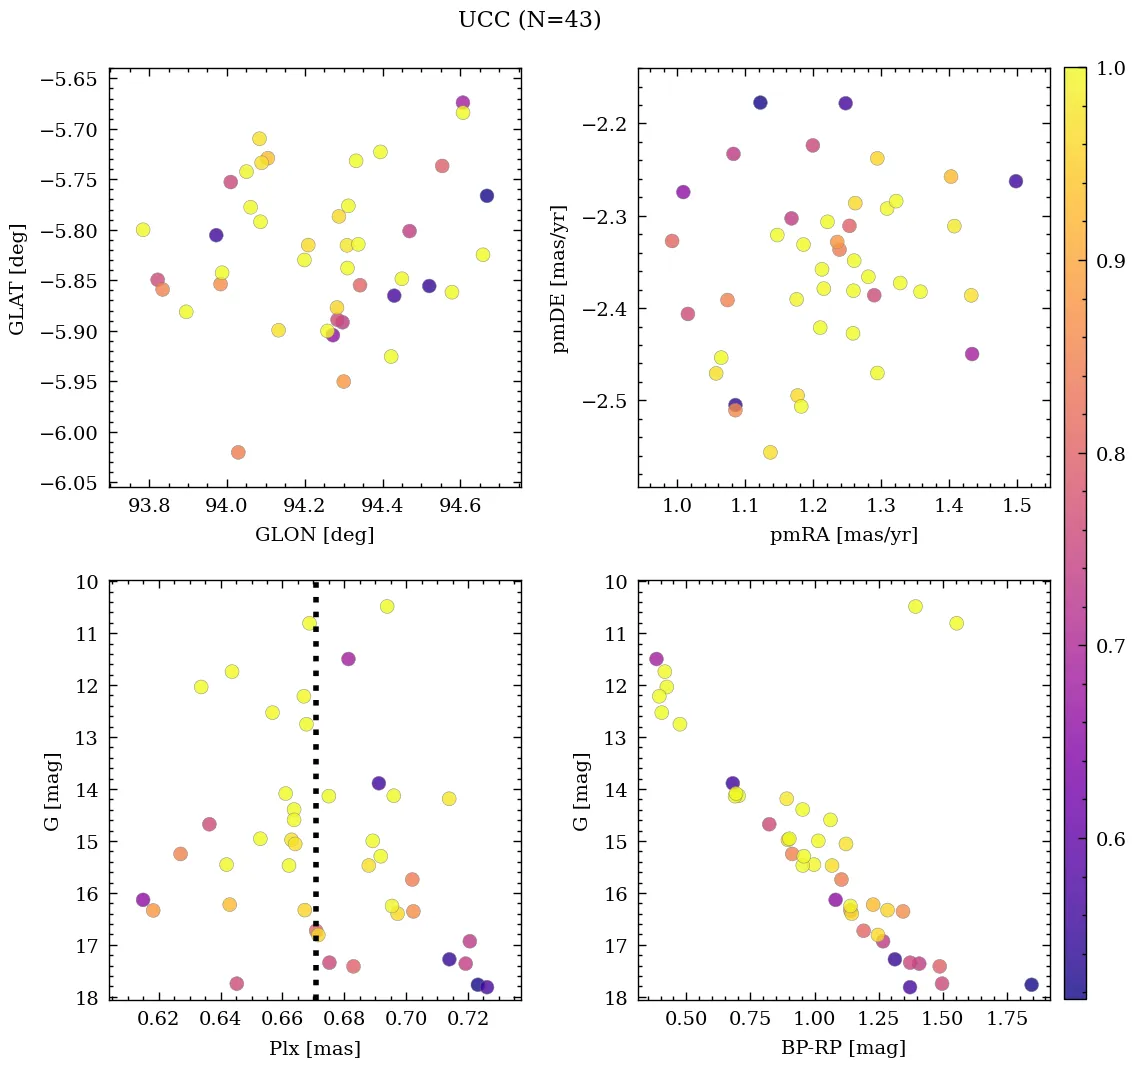 UCC (N=43)
−5.65
−5.70
−5.75
−5.80
−5.85
−5.90
−5.95
−6.00
−6.05
GLAT [deg]
93.8 94.0 94.2 94.4 94.6
GLON [deg]
−2.2
−2.3
−2.4
−2.5
pmDE [mas/yr]
1.0 1.1 1.2 1.3 1.4 1.5
pmRA [mas/yr]
10
11
12
13
14
15
16
17
18
G [mag]
0.62 0.64 0.66 0.68 0.70 0.72
Plx [mas]
10
11
12
13
14
15
16
17
18
G [mag]
0.50 0.75 1.00 1.25 1.50 1.75
BP-RP [mag]
1.0
0.9
0.8
0.7
0.6